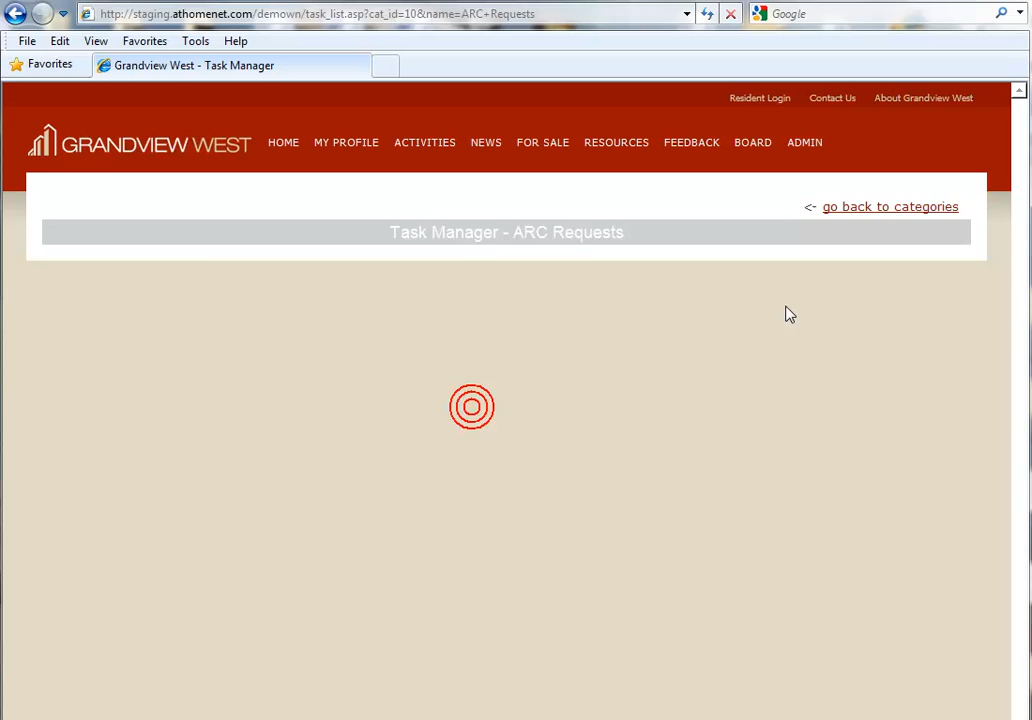 http://staging.athomenet.com/demown/task_list.asp?cat_id=10&name=ARC+Requests
Google
File Edit View Favorites Tools Help
Favorites
Grandview West - Task Manager
Resident Login Contact Us About Grandview West
GRANDVIEW WEST
HOME MY PROFILE ACTIVITIES NEWS FOR SALE RESOURCES FEEDBACK BOARD ADMIN
<- go back to categories
Task Manager - ARC Requests